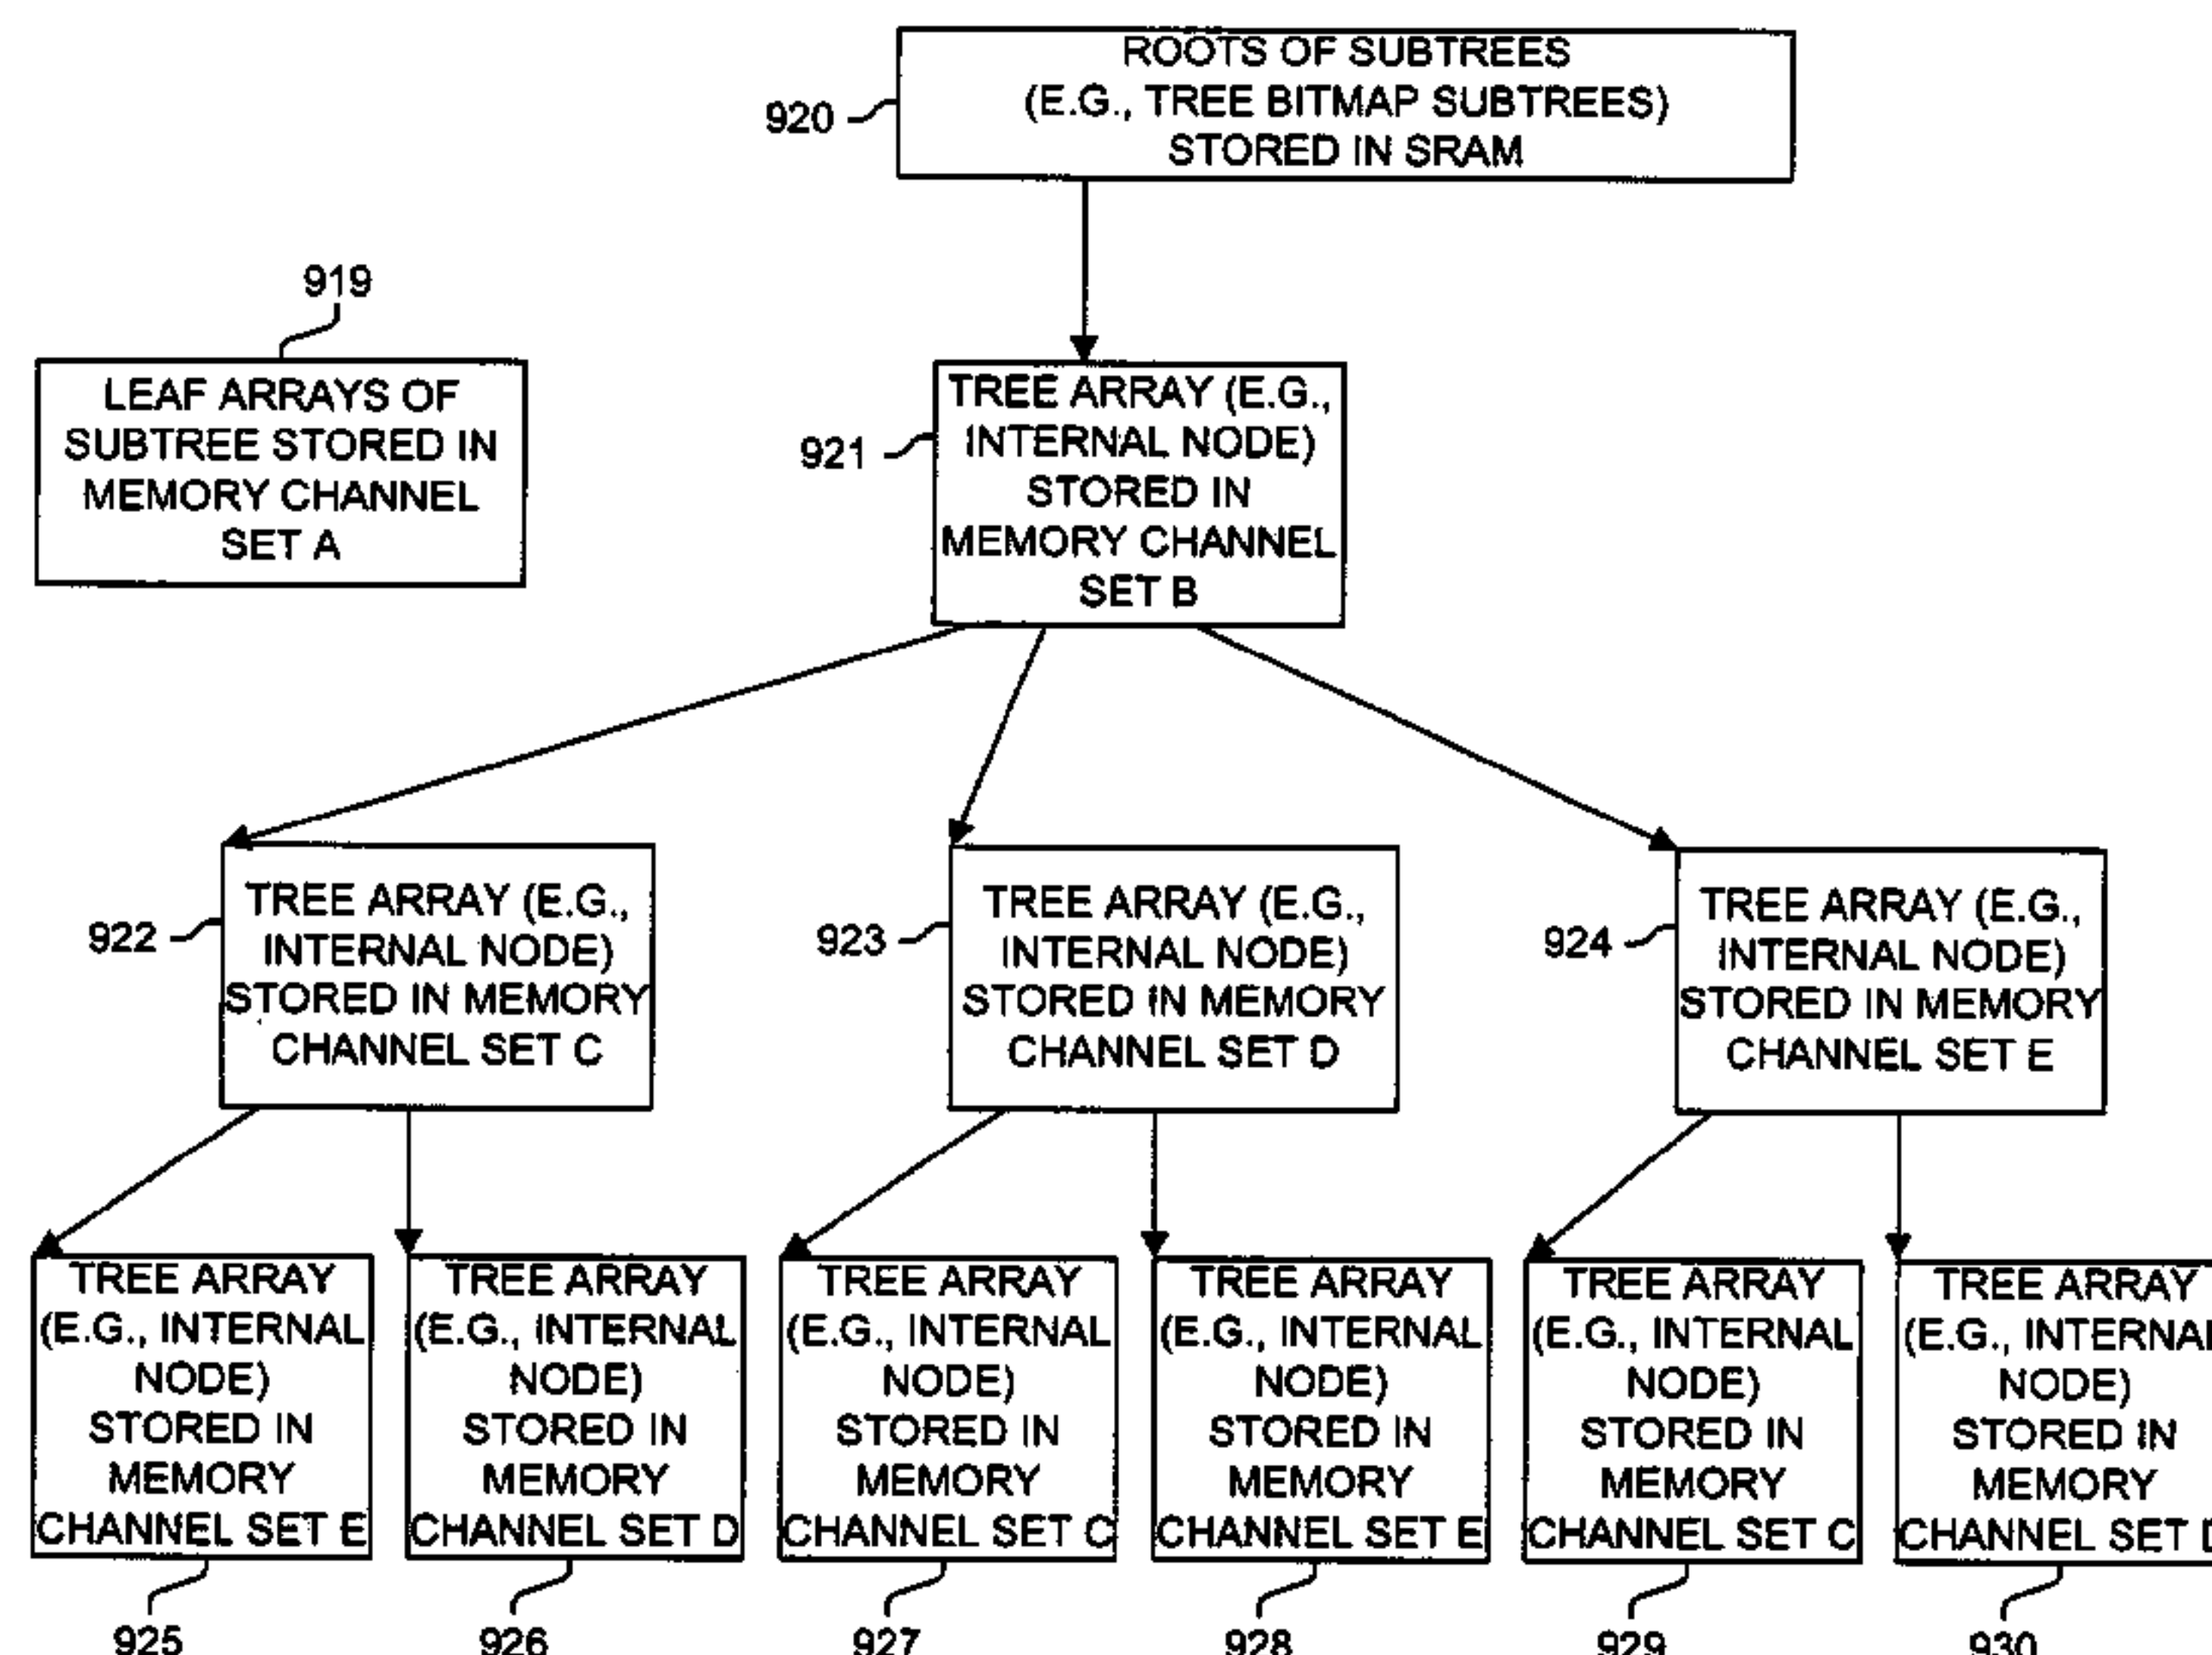 ROOTS OF SUBTREES
(E.G., TREE BITMAP SUBTREES)
STORED IN SRAM
920
919
LEAF ARRAYS OF
SUBTREE STORED IN
MEMORY CHANNEL
SET A
921
TREE ARRAY (E.G.,
INTERNAL NODE)
STORED IN
MEMORY CHANNEL
SET B
922
TREE ARRAY (E.G.,
INTERNAL NODE)
STORED IN MEMORY
CHANNEL SET C
923
TREE ARRAY (E.G.,
INTERNAL NODE)
STORED IN MEMORY
CHANNEL SET D
924
TREE ARRAY (E.G.,
INTERNAL NODE)
STORED IN MEMORY
CHANNEL SET E
TREE ARRAY
(E.G., INTERNAL
NODE)
STORED IN
MEMORY
CHANNEL SET E
925
TREE ARRAY
(E.G., INTERNAL
NODE)
STORED IN
MEMORY
CHANNEL SET D
926
TREE ARRAY
(E.G., INTERNAL
NODE)
STORED IN
MEMORY
CHANNEL SET C
927
TREE ARRAY
(E.G., INTERNAL
NODE)
STORED IN
MEMORY
CHANNEL SET E
928
TREE ARRAY
(E.G., INTERNAL
NODE)
STORED IN
MEMORY
CHANNEL SET C
929
TREE ARRAY
(E.G., INTERNAL
NODE)
STORED IN
MEMORY
CHANNEL SET D
930